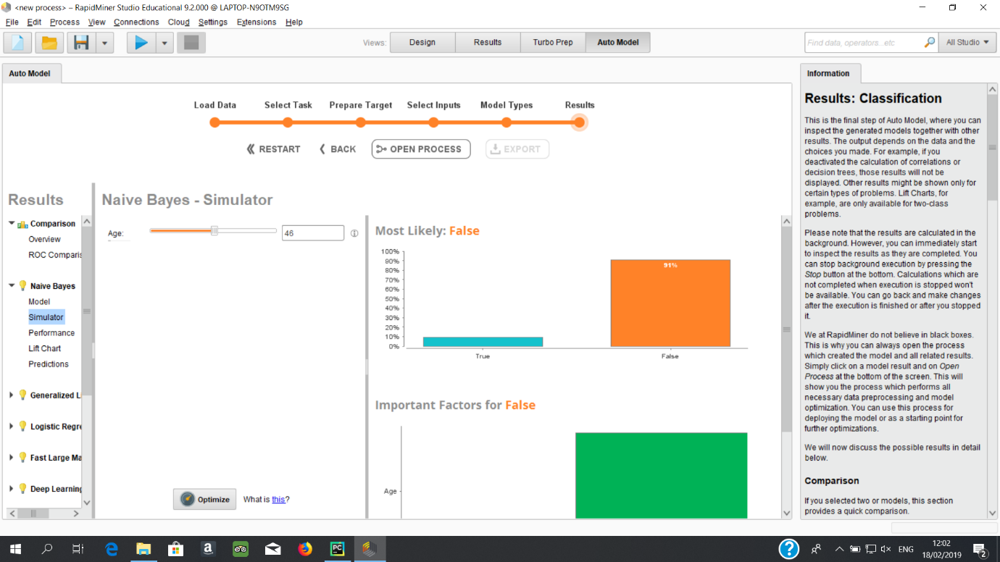 <new process> – RapidMiner Studio Educational 9.2.000 @ LAPTOP-N9OTM9SG
File Edit Process View Connections Cloud Settings Extensions Help
Views: Design Results Turbo Prep Auto Model
Find data, operators...etc All Studio
Auto Model
Load Data Select Task Prepare Target Select Inputs Model Types Results
RESTART BACK OPEN PROCESS EXPORT
Results
Comparison
Overview
ROC Comparis
Naive Bayes
Model
Simulator
Performance
Lift Chart
Predictions
Generalized Li
Logistic Regre
Fast Large Ma
Deep Learning
Naive Bayes - Simulator
Age: 46
Optimize What is this?
Most Likely: False
100%
90%
80%
70%
60%
50%
40%
30%
20%
10%
0%
91%
True False
Important Factors for False
Age
Information
Results: Classification
This is the final step of Auto Model, where you can
inspect the generated models together with other
results. The output depends on the data and the
choices you made. For example, if you
deactivated the calculation of correlations or
decision trees, those results will not be
displayed. Other results might be shown only for
certain types of problems. Lift Charts, for
example, are only available for two-class
problems.
Please note that the results are calculated in the
background. However, you can immediately start
to inspect the results as they are completed. You
can stop background execution by pressing the
Stop button at the bottom. Calculations which are
not completed when execution is stopped won't
be available. You can go back and make changes
after the execution is finished or after you stopped
it.
We at RapidMiner do not believe in black boxes.
This is why you can always open the process
which created the model and all related results.
Simply click on a model result and on Open
Process at the bottom of the screen. This will
show you the process which performs all
necessary data preprocessing and model
optimization. You can use this process for
deploying the model or as a starting point for
further optimizations.
We will now discuss the possible results in detail
below.
Comparison
If you selected two or models, this section
provides a quick comparison.
a
PC
?
ENG
12:02
18/02/2019
2